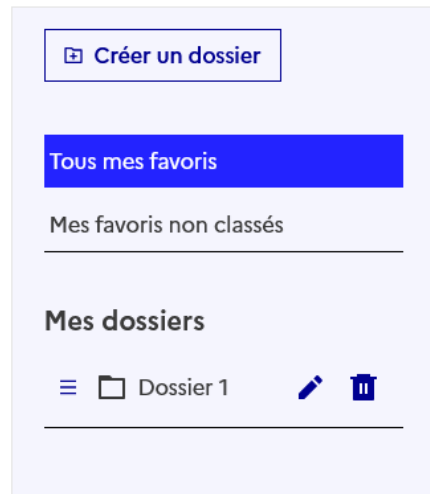 Créer un dossier
Tous mes favoris
Mes favoris non classés
Mes dossiers
Dossier 1